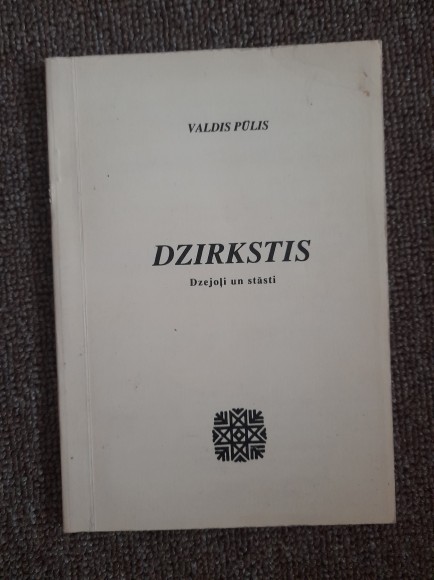 VALDIS PŪLIS
DZIRKSTIS
Dzejoļi un stāsti